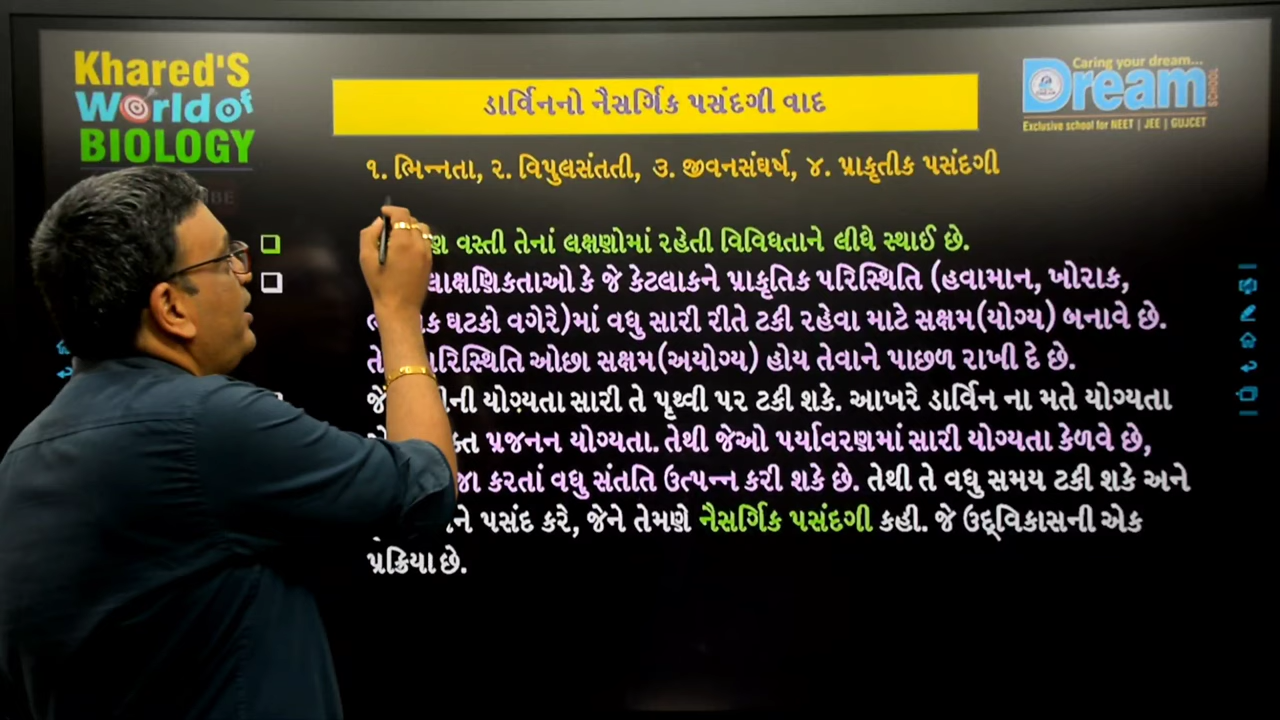 Khared'S
World of
BIOLOGY
Caring your dream...
Dream
SCHOOL
Exclusive school for NEET | JEE | GUJCET
ડાર્વિનનો નૈસર્ગિક પસંદગી વાદ
૧. ભિન્નતા, ૨. વિપુલસંતતી, ૩. જીવનસંઘર્ષ, ૪. પ્રાકૃતીક પસંદગી
વસ્તી તેનાં લક્ષણોમાં રહેતી વિવિધતાને લીધે સ્થાઈ છે.
લાક્ષણિકતાઓ કે જે કેટલાકને પ્રાકૃતિક પરિસ્થિતિ (હવામાન, ખોરાક,
ઘટકો વગેરે)માં વધુ સારી રીતે ટકી રહેવા માટે સક્ષમ(યોગ્ય) બનાવે છે.
ઓછા સક્ષમ(અયોગ્ય) હોય તેવાને પાછળ રાખી દે છે.
યોગ્યતા સારી તે પૃથ્વી પર ટકી શકે. આખરે ડાર્વિન ના મતે યોગ્યતા
પ્રજનન યોગ્યતા. તેથી જેઓ પર્યાવરણમાં સારી યોગ્યતા કેળવે છે,
કરતાં વધુ સંતતિ ઉત્પન્ન કરી શકે છે. તેથી તે વધુ સમય ટકી શકે અને
પસંદ કરે, જેને તેમણે નૈસર્ગિક પસંદગી કહી. જે ઉદ્‌વિકાસની એક
પ્રક્રિયા છે.